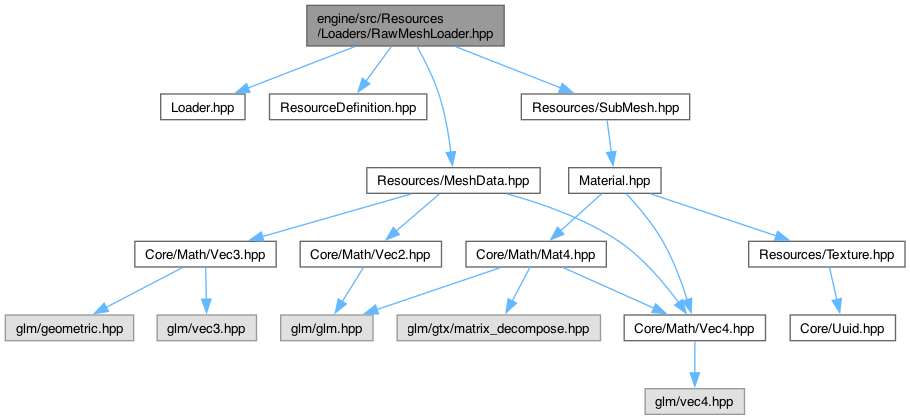 engine/src/Resources
/Loaders/RawMeshLoader.hpp
Loader.hpp
ResourceDefinition.hpp
Resources/SubMesh.hpp
Resources/MeshData.hpp
Material.hpp
Core/Math/Vec3.hpp
Core/Math/Vec2.hpp
Core/Math/Mat4.hpp
Resources/Texture.hpp
glm/geometric.hpp
glm/vec3.hpp
glm/glm.hpp
glm/gtx/matrix_decompose.hpp
Core/Math/Vec4.hpp
Core/Uuid.hpp
glm/vec4.hpp